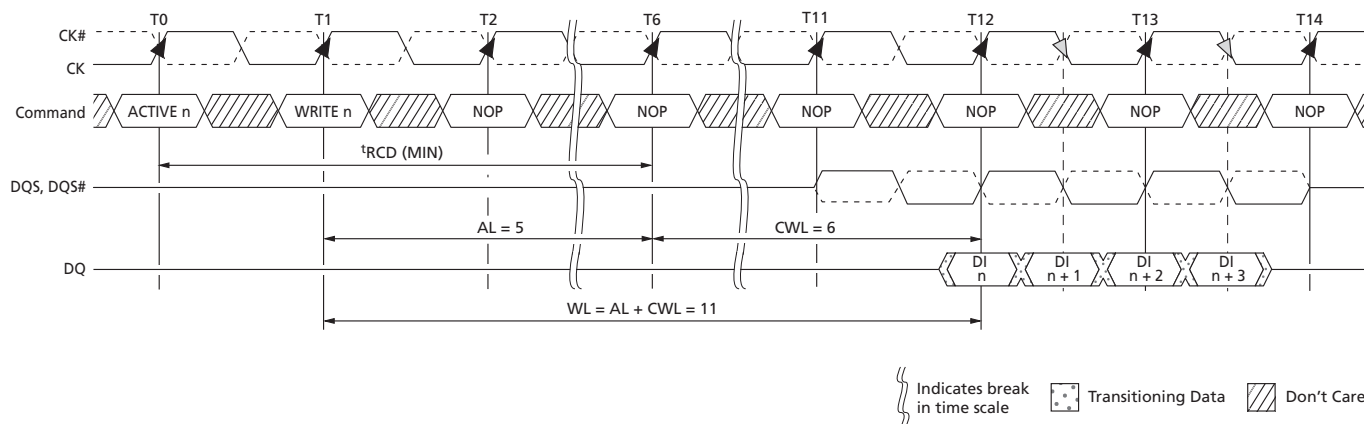 T0 T1 T2 T6 T11 T12 T13 T14
CK#
CK
Command ACTIVE n WRITE n NOP NOP NOP NOP NOP NOP
tRCD (MIN)
DQS, DQS#
AL = 5 CWL = 6
DQ DI n DI n + 1 DI n + 2 DI n + 3
WL = AL + CWL = 11
Indicates break in time scale
Transitioning Data
Don't Care